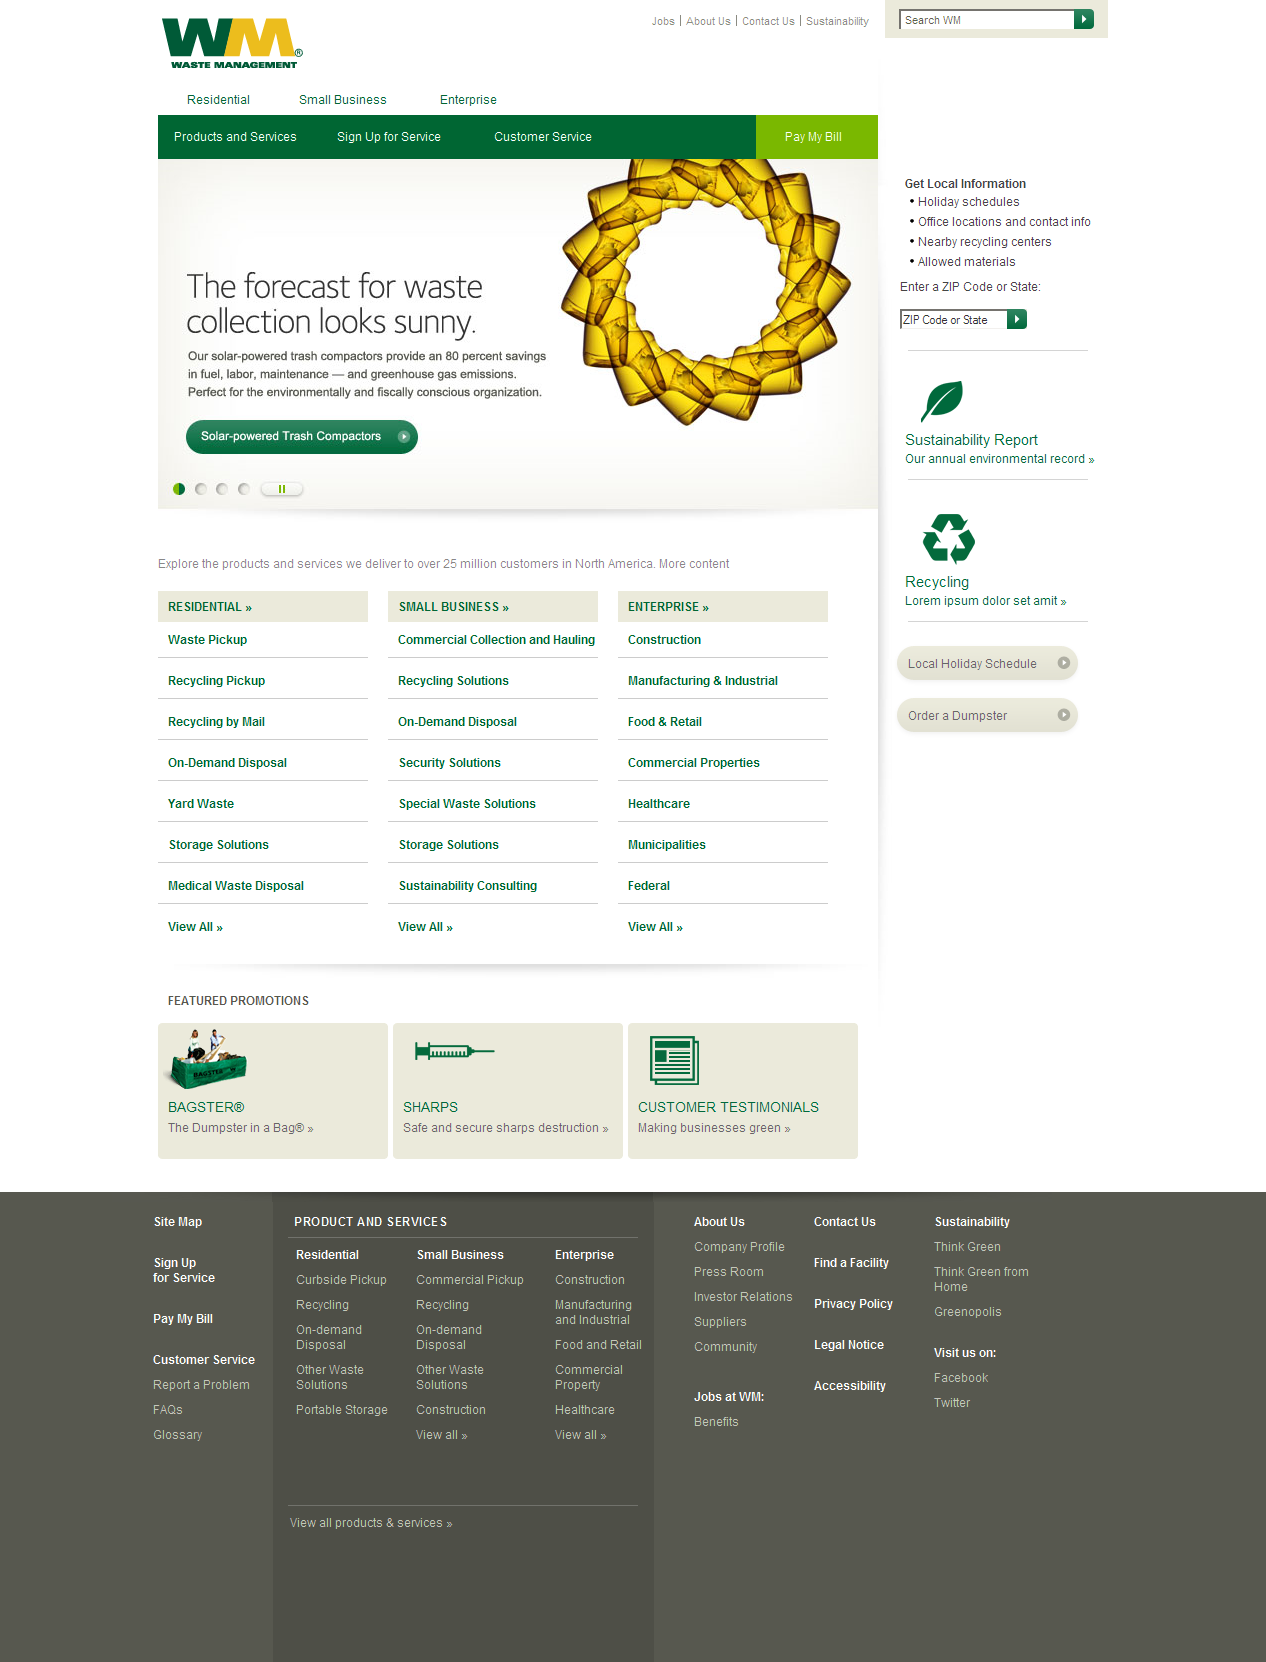 WM®
WASTE MANAGEMENT
Jobs | About Us | Contact Us | Sustainability
Search WM
Residential
Small Business
Enterprise
Products and Services
Sign Up for Service
Customer Service
Pay My Bill
The forecast for waste
collection looks sunny.
Our solar-powered trash compactors provide an 80 percent savings
in fuel, labor, maintenance — and greenhouse gas emissions.
Perfect for the environmentally and fiscally conscious organization.
Solar-powered Trash Compactors
Get Local Information
• Holiday schedules
• Office locations and contact info
• Nearby recycling centers
• Allowed materials
Enter a ZIP Code or State:
ZIP Code or State
Sustainability Report
Our annual environmental record »
Recycling
Lorem ipsum dolor set amit »
Local Holiday Schedule
Order a Dumpster
Explore the products and services we deliver to over 25 million customers in North America. More content
RESIDENTIAL »
Waste Pickup
Recycling Pickup
Recycling by Mail
On-Demand Disposal
Yard Waste
Storage Solutions
Medical Waste Disposal
View All »
SMALL BUSINESS »
Commercial Collection and Hauling
Recycling Solutions
On-Demand Disposal
Security Solutions
Special Waste Solutions
Storage Solutions
Sustainability Consulting
View All »
ENTERPRISE »
Construction
Manufacturing & Industrial
Food & Retail
Commercial Properties
Healthcare
Municipalities
Federal
View All »
FEATURED PROMOTIONS
BAGSTER
BAGSTER®
The Dumpster in a Bag® »
SHARPS
Safe and secure sharps destruction »
CUSTOMER TESTIMONIALS
Making businesses green »
Site Map
Sign Up
for Service
Pay My Bill
Customer Service
Report a Problem
FAQs
Glossary
PRODUCT AND SERVICES
Residential
Curbside Pickup
Recycling
On-demand
Disposal
Other Waste
Solutions
Portable Storage
Small Business
Commercial Pickup
Recycling
On-demand
Disposal
Other Waste
Solutions
Construction
View all »
Enterprise
Construction
Manufacturing
and Industrial
Food and Retail
Commercial
Property
Healthcare
View all »
View all products & services »
About Us
Company Profile
Press Room
Investor Relations
Suppliers
Community
Jobs at WM:
Benefits
Contact Us
Find a Facility
Privacy Policy
Legal Notice
Accessibility
Sustainability
Think Green
Think Green from
Home
Greenopolis
Visit us on:
Facebook
Twitter